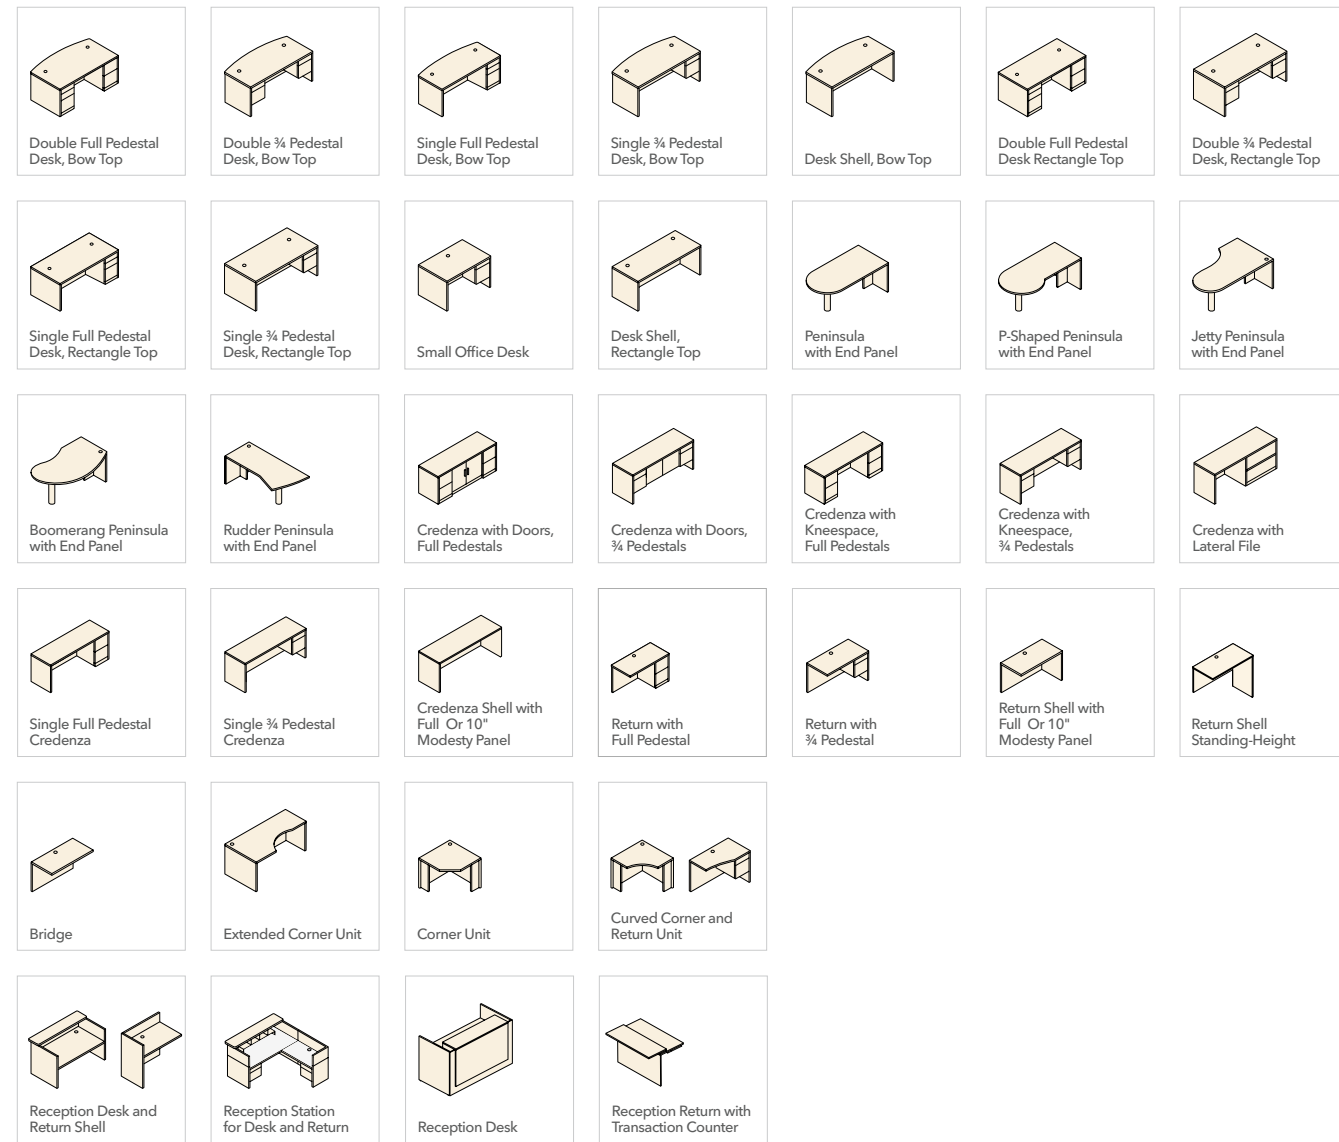 Double Full Pedestal
Desk, Bow Top
Double ¾ Pedestal
Desk, Bow Top
Single Full Pedestal
Desk, Bow Top
Single ¾ Pedestal
Desk, Bow Top
Desk Shell, Bow Top
Double Full Pedestal
Desk Rectangle Top
Double ¾ Pedestal
Desk, Rectangle Top
Single Full Pedestal
Desk, Rectangle Top
Single ¾ Pedestal
Desk, Rectangle Top
Small Office Desk
Desk Shell,
Rectangle Top
Peninsula
with End Panel
P-Shaped Peninsula
with End Panel
Jetty Peninsula
with End Panel
Boomerang Peninsula
with End Panel
Rudder Peninsula
with End Panel
Credenza with Doors,
Full Pedestals
Credenza with Doors,
¾ Pedestals
Credenza with
Kneespace,
Full Pedestals
Credenza with
Kneespace,
¾ Pedestals
Credenza with
Lateral File
Single Full Pedestal
Credenza
Single ¾ Pedestal
Credenza
Credenza Shell with
Full Or 10"
Modesty Panel
Return with
Full Pedestal
Return with
¾ Pedestal
Return Shell with
Full Or 10"
Modesty Panel
Return Shell
Standing-Height
Bridge
Extended Corner Unit
Corner Unit
Curved Corner and
Return Unit
Reception Desk and
Return Shell
Reception Station
for Desk and Return
Reception Desk
Reception Return with
Transaction Counter